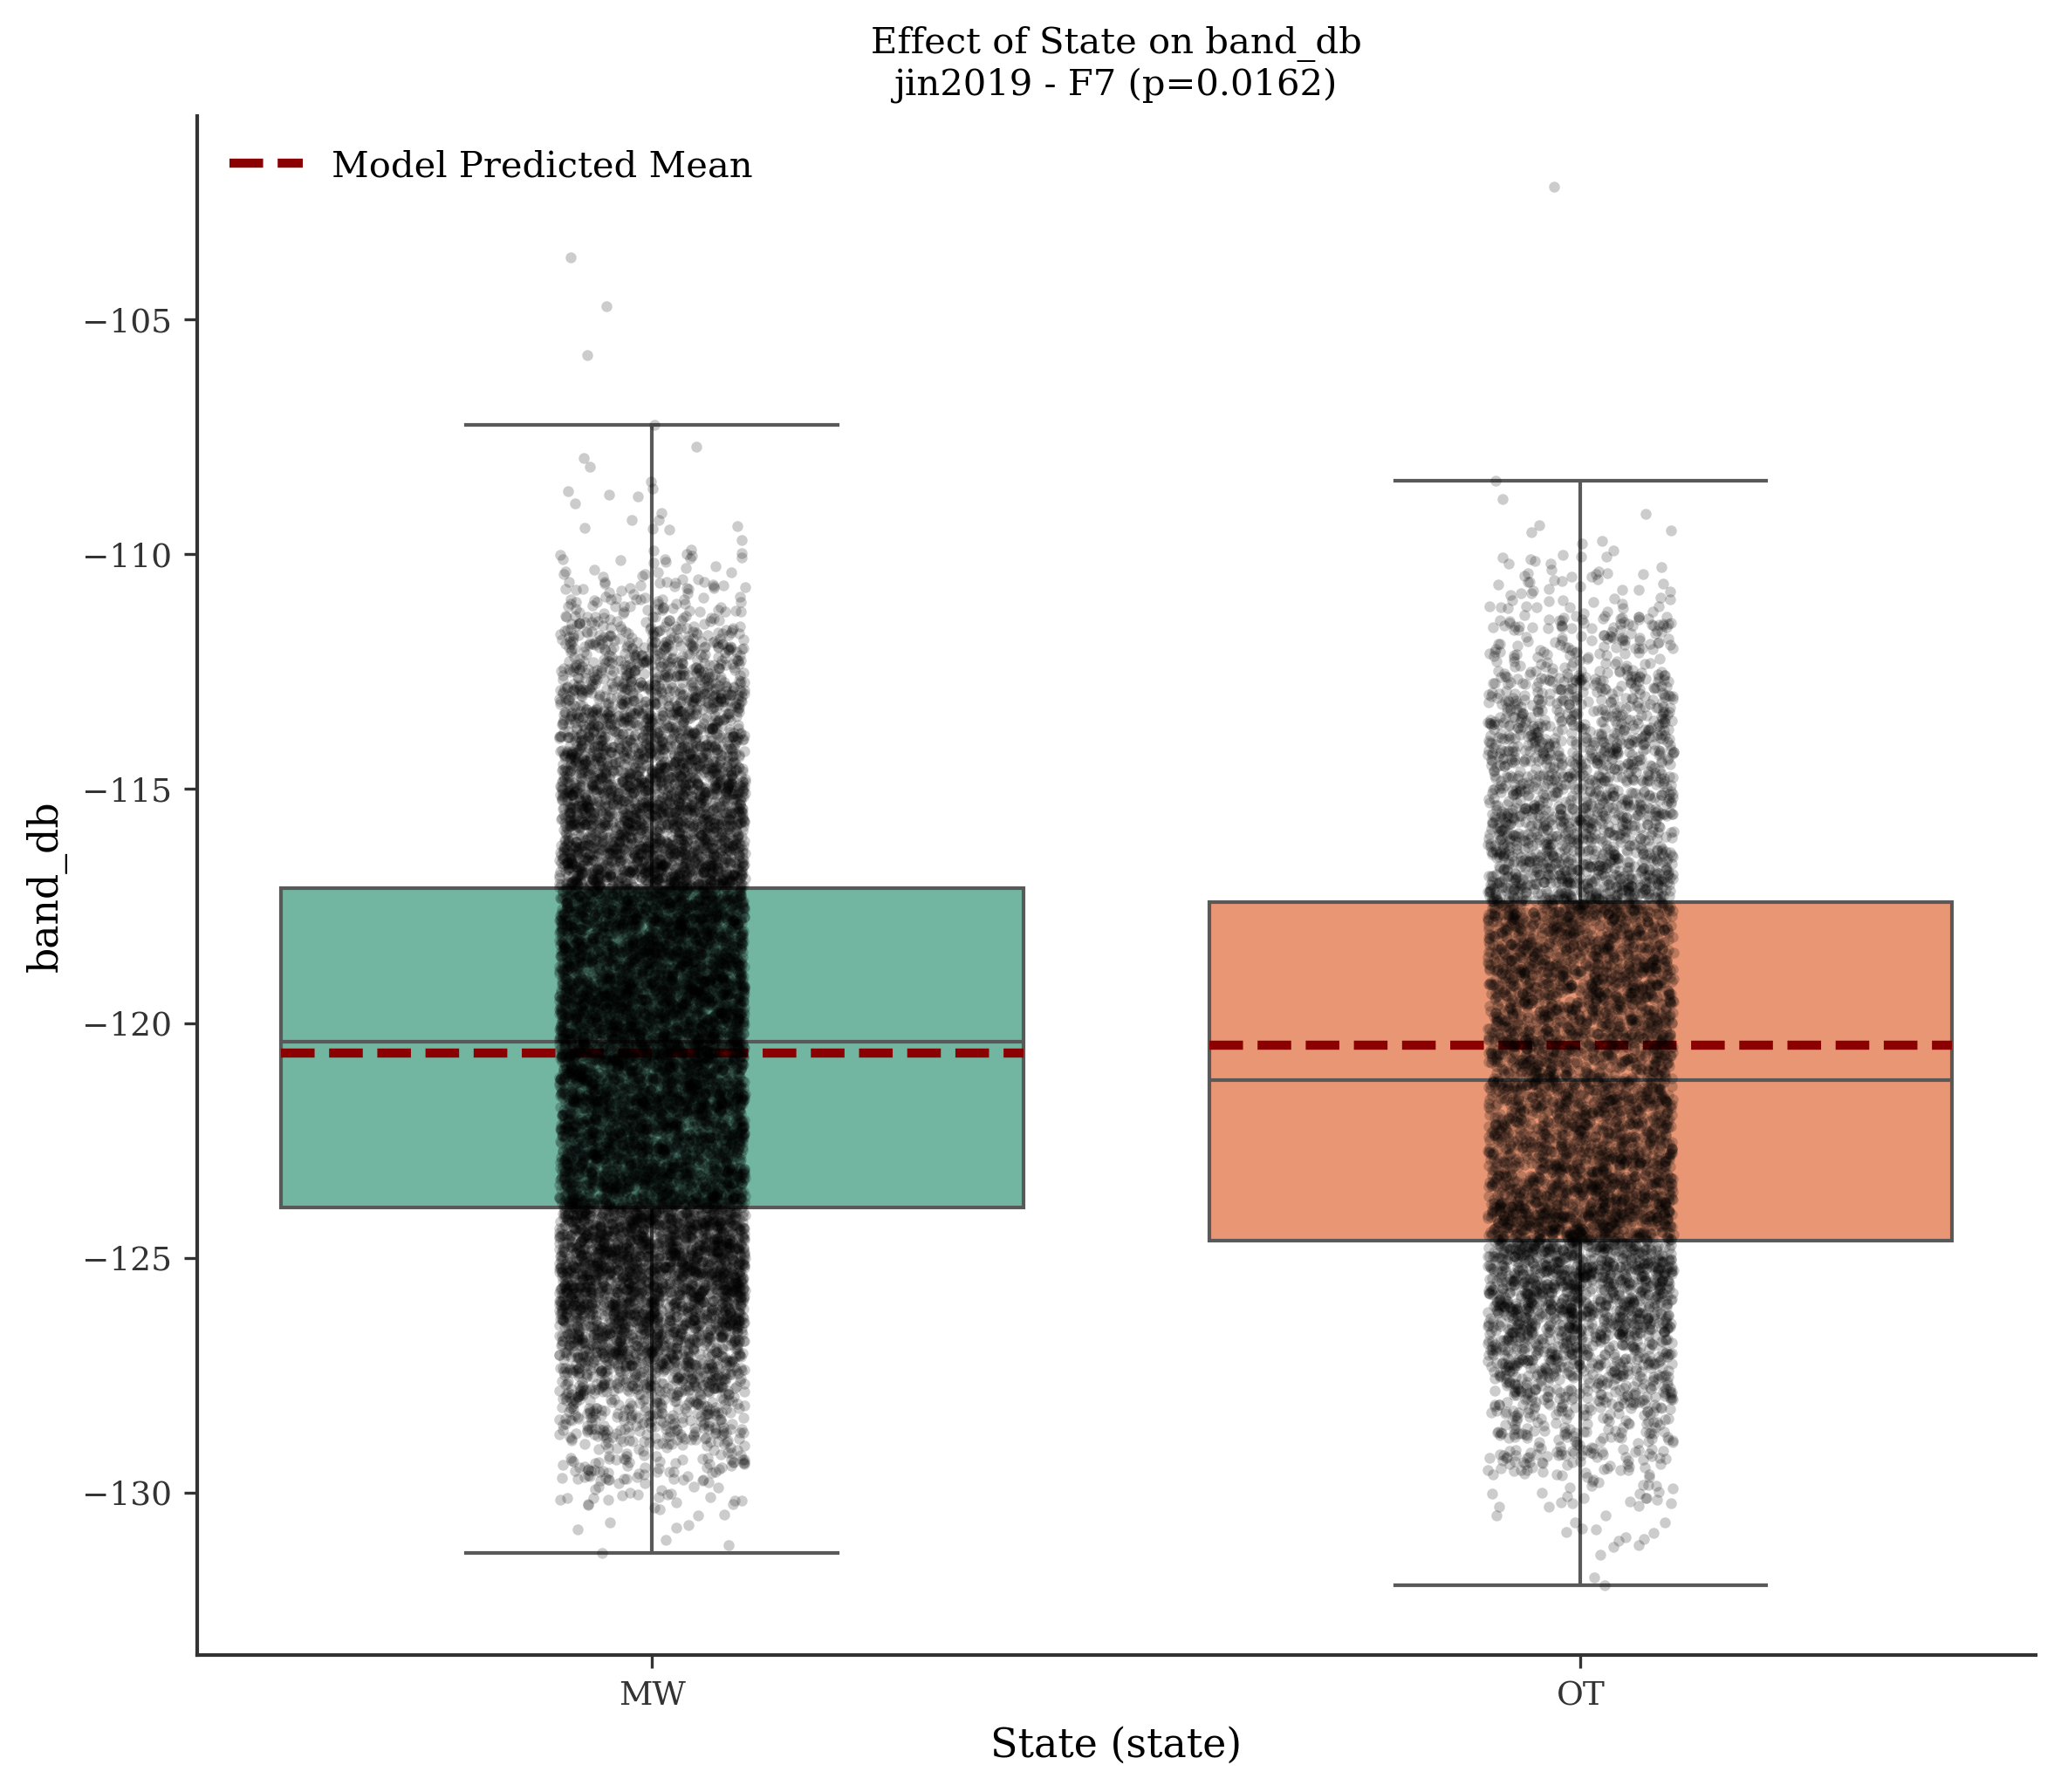 Effect of State on band_db
jin2019 - F7 (p=0.0162)
Model Predicted Mean
−105
−110
−115
−120
−125
−130
band_db
MW
OT
State (state)